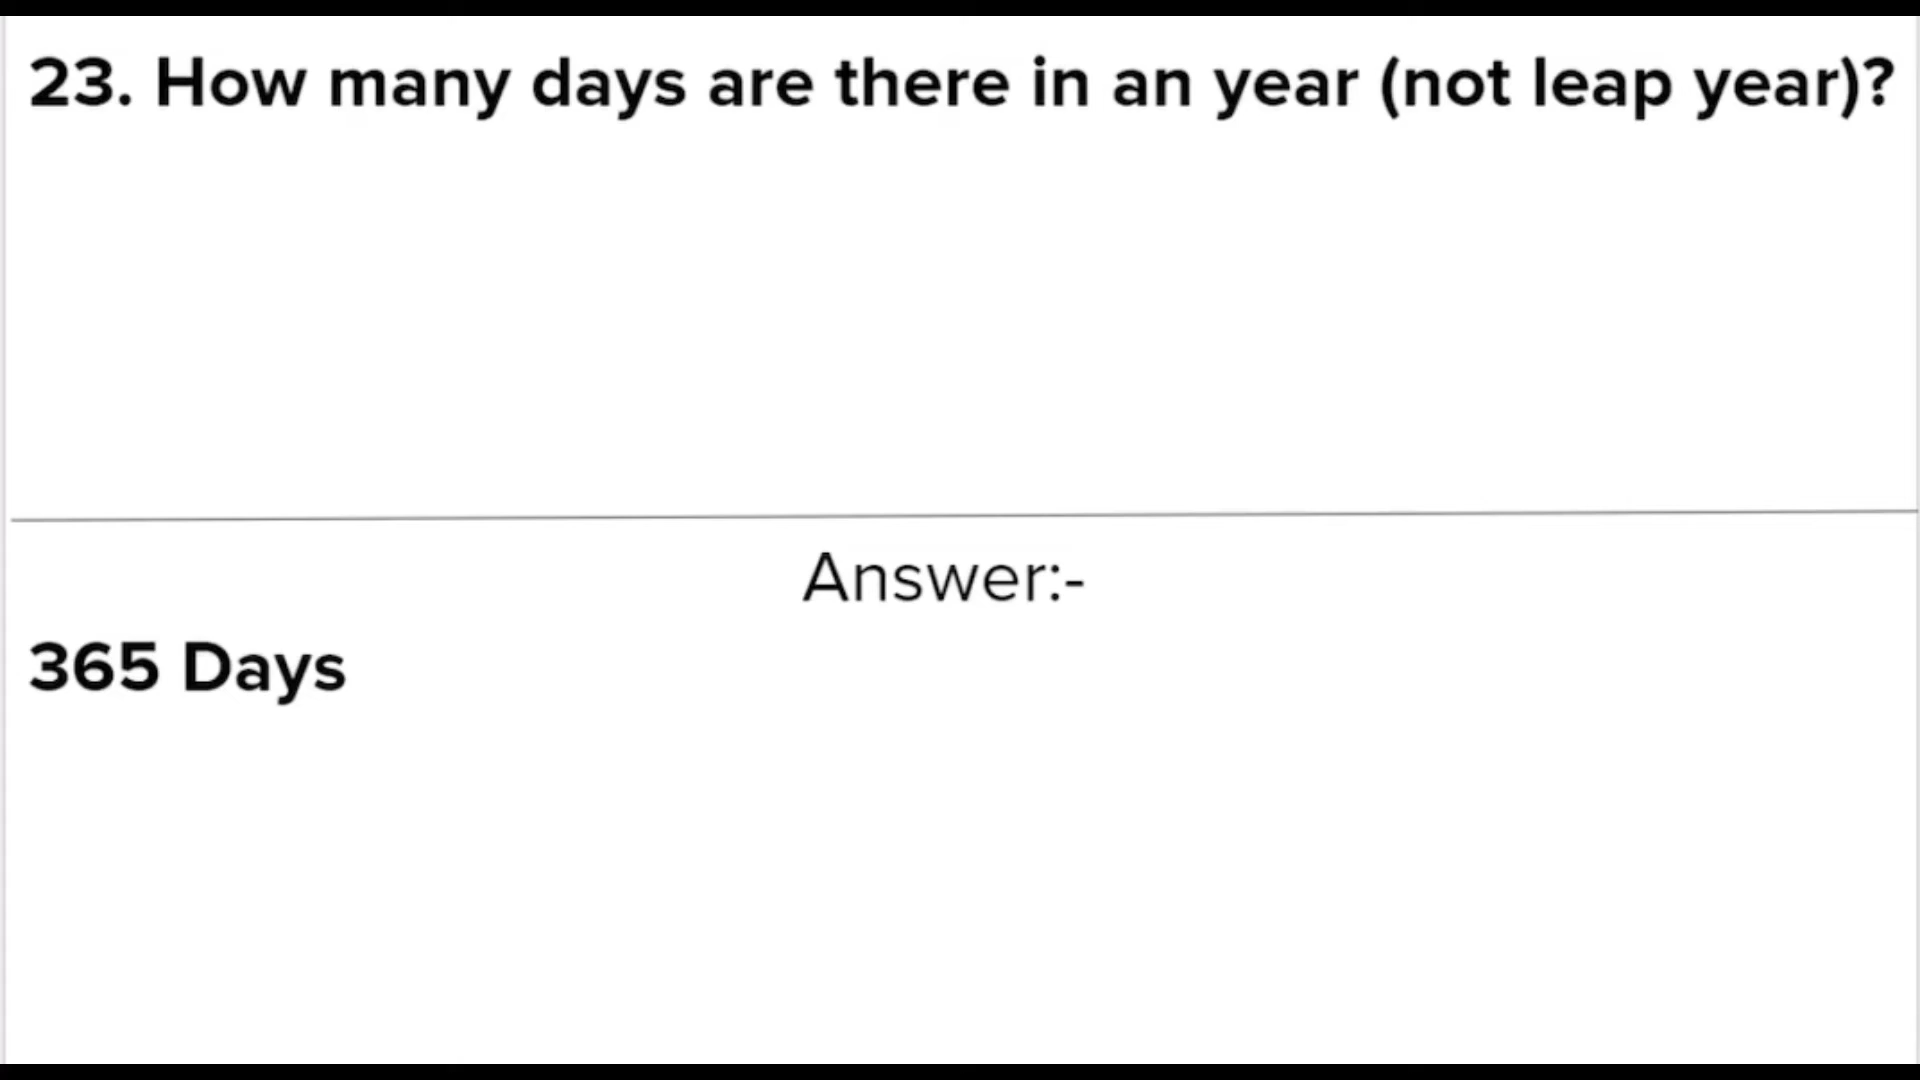 23. How many days are there in an year (not leap year)?
Answer:-
365 Days